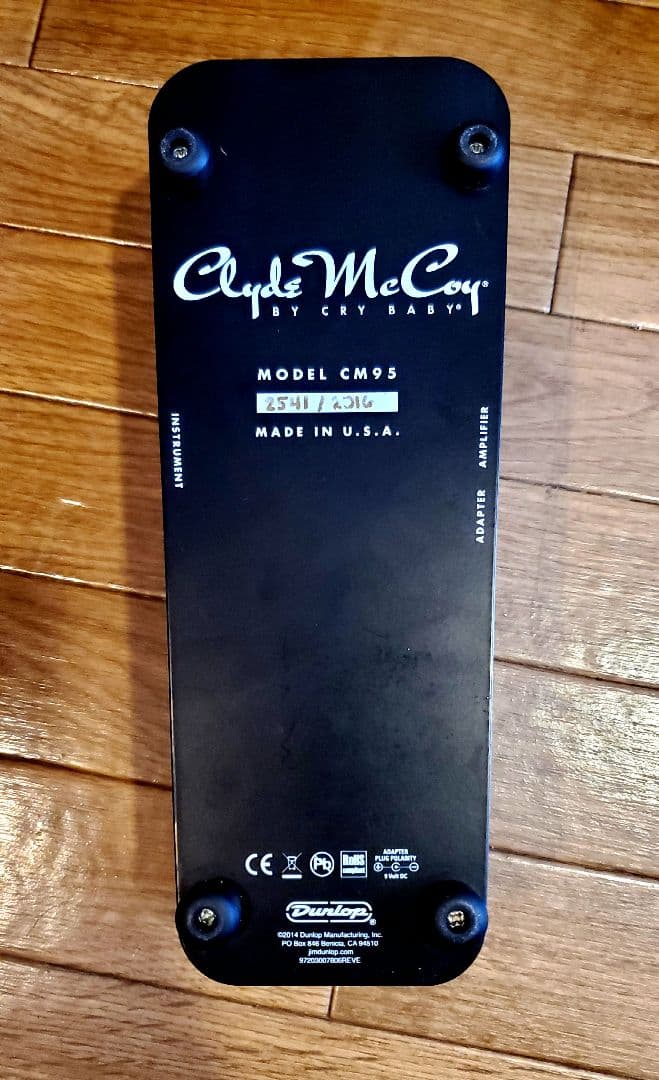 Clyde McCoy®
BY CRY BABY®
MODEL CM95
2541 / 2016
MADE IN U.S.A.
INSTRUMENT
AMPLIFIER
ADAPTER
CE
Pb
RoHS
compliant
ADAPTER
PLUG POLARITY
9 Volt DC
Dunlop®
©2014 Dunlop Manufacturing, Inc.
PO Box 846 Benicia, CA 94510
jimdunlop.com
97203007806REVE